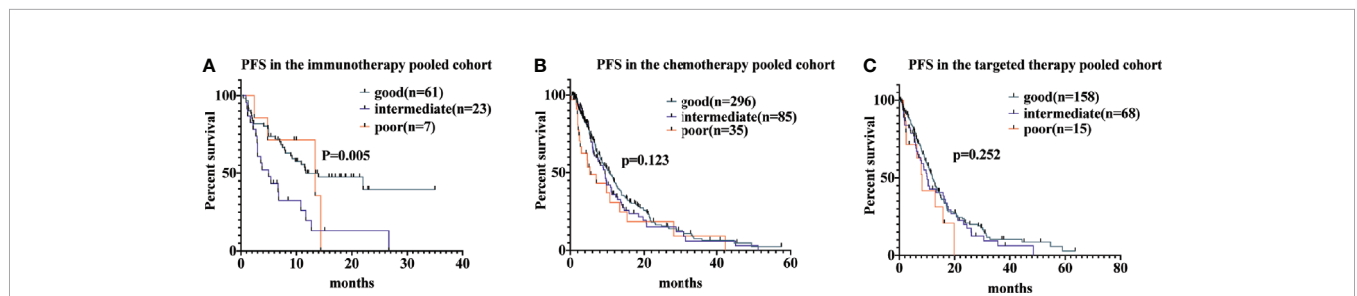 A PFS in the immunotherapy pooled cohort
good(n=61)
intermediate(n=23)
poor(n=7)
P=0.005
Percent survival
100
50
0
0 10 20 30 40
months
B PFS in the chemotherapy pooled cohort
good(n=296)
intermediate(n=85)
poor(n=35)
p=0.123
Percent survival
100
50
0
0 20 40 60
months
C PFS in the targeted therapy pooled cohort
good(n=158)
intermediate(n=68)
poor(n=15)
p=0.252
Percent survival
100
50
0
0 20 40 60 80
months